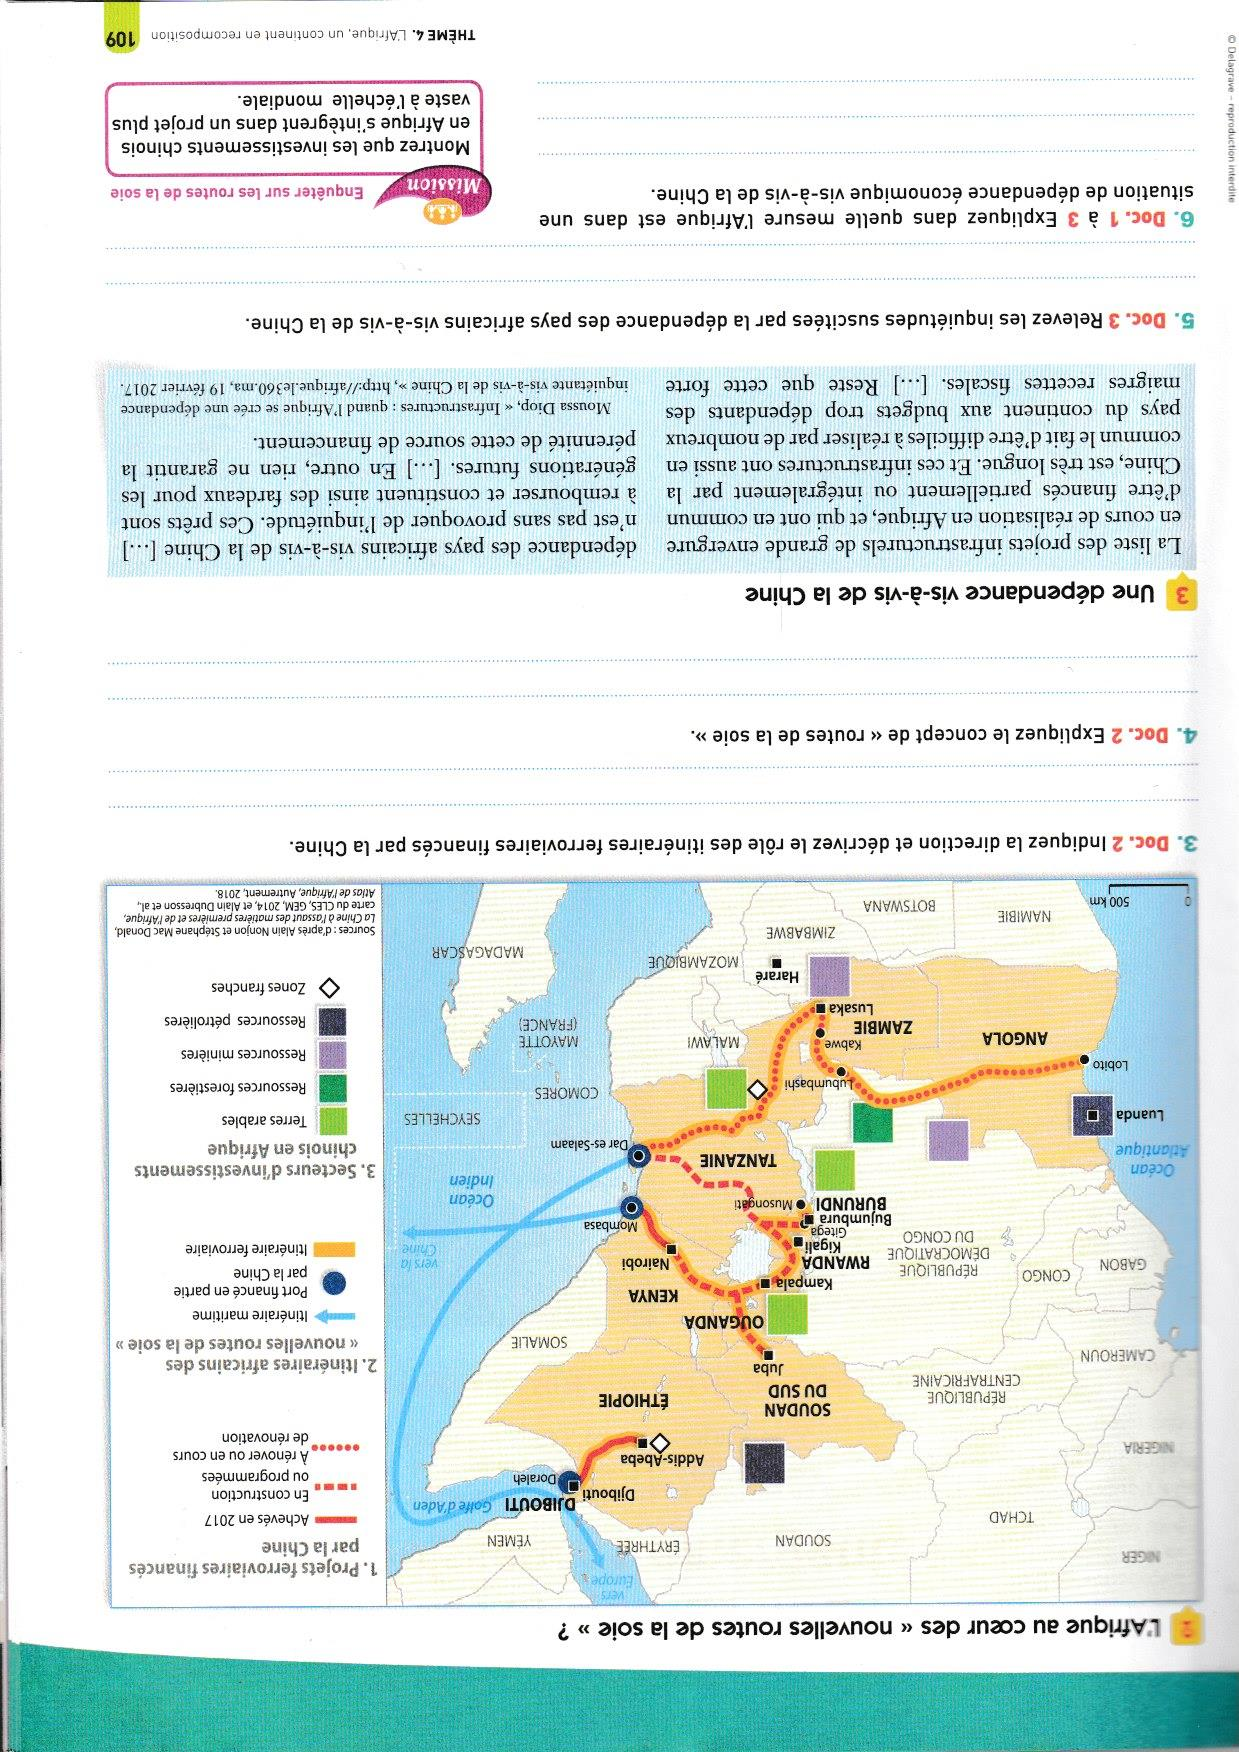 L'Afrique au cœur des « nouvelles routes de la soie » ?
NIGER
TCHAD
SOUDAN
ÉRYTHRÉE
YÉMEN
vers
Europe
NIGERIA
Addis-Abeba
Djibouti
DJIBOUTI
Doraleh
Golfe d'Aden
CAMEROUN
RÉPUBLIQUE
CENTRAFRICAINE
SOUDAN
DU SUD
ÉTHIOPIE
Juba
SOMALIE
OUGANDA
GABON
CONGO
RÉPUBLIQUE
DÉMOCRATIQUE
DU CONGO
Kampala
KENYA
RWANDA
Kigali
Nairobi
Gitega
Bujumbura
BURUNDI
Musongati
Mombasa
vers la
Chine
Océan
Indien
Océan
Atlantique
TANZANIE
Dar es-Salaam
Luanda
SEYCHELLES
Lobito
Lubumbashi
COMORES
ANGOLA
Kabwe
ZAMBIE
Lusaka
MALAWI
MAYOTTE
(FRANCE)
Hararé
MOZAMBIQUE
MADAGASCAR
ZIMBABWE
NAMIBIE
BOTSWANA
0
500 km
1. Projets ferroviaires financés
par la Chine
Achevés en 2017
En construction
ou programmées
À rénover ou en cours
de rénovation
2. Itinéraires africains des
« nouvelles routes de la soie »
Itinéraire maritime
Port financé en partie
par la Chine
Itinéraire ferroviaire
3. Secteurs d'investissements
chinois en Afrique
Terres arables
Ressources forestières
Ressources minières
Ressources pétrolières
Zones franches
Sources : d'après Alain Nonjon et Stéphane Mac Donald,
La Chine à l'assaut des matières premières et de l'Afrique,
carte du CLES, GEM, 2014, et Alain Dubresson et al.,
Atlas de l'Afrique, Autrement, 2018.
3. Doc. 2 Indiquez la direction et décrivez le rôle des itinéraires ferroviaires financés par la Chine.
4. Doc. 2 Expliquez le concept de « routes de la soie ».
3 Une dépendance vis-à-vis de la Chine
La liste des projets infrastructurels de grande envergure
en cours de réalisation en Afrique, et qui ont en commun
d'être financés partiellement ou intégralement par la
Chine, est très longue. Et ces infrastructures ont aussi en
commun le fait d'être difficiles à réaliser par de nombreux
pays du continent aux budgets trop dépendants des
maigres recettes fiscales. [...] Reste que cette forte
dépendance des pays africains vis-à-vis de la Chine [...]
n'est pas sans provoquer de l'inquiétude. Ces prêts sont
à rembourser et constituent ainsi des fardeaux pour les
générations futures. [...] En outre, rien ne garantit la
pérennité de cette source de financement.
Moussa Diop, « Infrastructures : quand l'Afrique se crée une dépendance
inquiétante vis-à-vis de la Chine », http://afrique.le360.ma, 19 février 2017.
5. Doc. 3 Relevez les inquiétudes suscitées par la dépendance des pays africains vis-à-vis de la Chine.
6. Doc. 1 à 3 Expliquez dans quelle mesure l'Afrique est dans une
situation de dépendance économique vis-à-vis de la Chine.
Mission
Enquêter sur les routes de la soie
Montrez que les investissements chinois
en Afrique s'intègrent dans un projet plus
vaste à l'échelle mondiale.
THÈME 4. L'Afrique, un continent en recomposition
109
© Delagrave – reproduction interdite